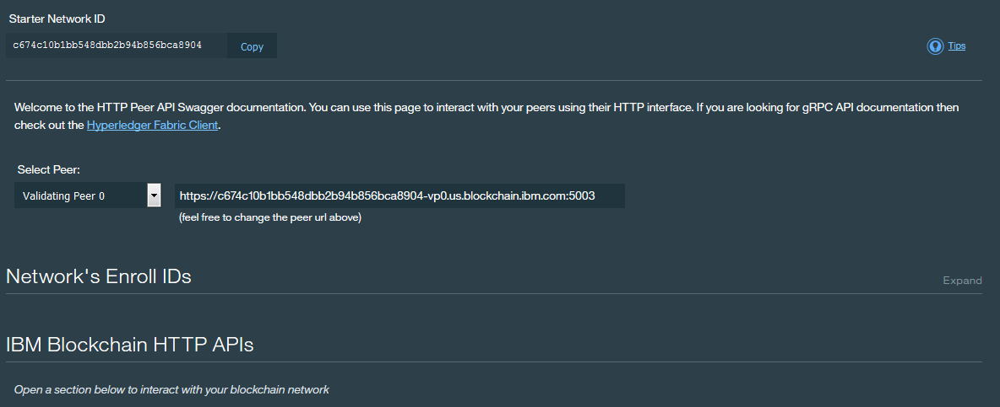 Starter Network ID
c674c10b1bb548dbb2b94b856bca8904
Copy
Tips
Welcome to the HTTP Peer API Swagger documentation. You can use this page to interact with your peers using their HTTP interface. If you are looking for gRPC API documentation then
check out the Hyperledger Fabric Client.
Select Peer:
Validating Peer 0
https://c674c10b1bb548dbb2b94b856bca8904-vp0.us.blockchain.ibm.com:5003
(feel free to change the peer url above)
Network's Enroll IDs
Expand
IBM Blockchain HTTP APIs
Open a section below to interact with your blockchain network